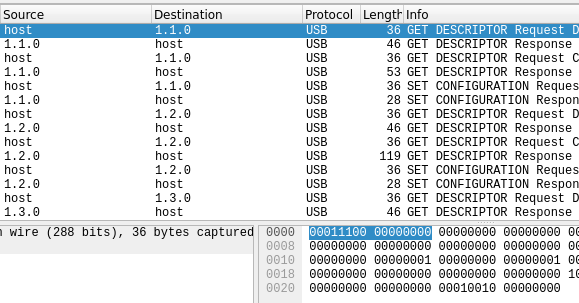 Source Destination Protocol Length Info
host 1.1.0 USB 36 GET DESCRIPTOR Request D
1.1.0 host USB 46 GET DESCRIPTOR Response
host 1.1.0 USB 36 GET DESCRIPTOR Request C
1.1.0 host USB 53 GET DESCRIPTOR Response
host 1.1.0 USB 36 SET CONFIGURATION Reques
1.1.0 host USB 28 SET CONFIGURATION Respon
host 1.2.0 USB 36 GET DESCRIPTOR Request D
1.2.0 host USB 46 GET DESCRIPTOR Response
host 1.2.0 USB 36 GET DESCRIPTOR Request C
1.2.0 host USB 119 GET DESCRIPTOR Response
host 1.2.0 USB 36 SET CONFIGURATION Reques
1.2.0 host USB 28 SET CONFIGURATION Respon
host 1.3.0 USB 36 GET DESCRIPTOR Request D
1.3.0 host USB 46 GET DESCRIPTOR Response
n wire (288 bits), 36 bytes captured
0000 00011100 00000000 00000000 00000000 00
0008 00000000 00000000 00000000 00000000 00
0010 00000000 00000001 00000000 00000001 00
0018 00000000 00000000 00000000 00000000 10
0020 00000000 00000000 00010010 00000000